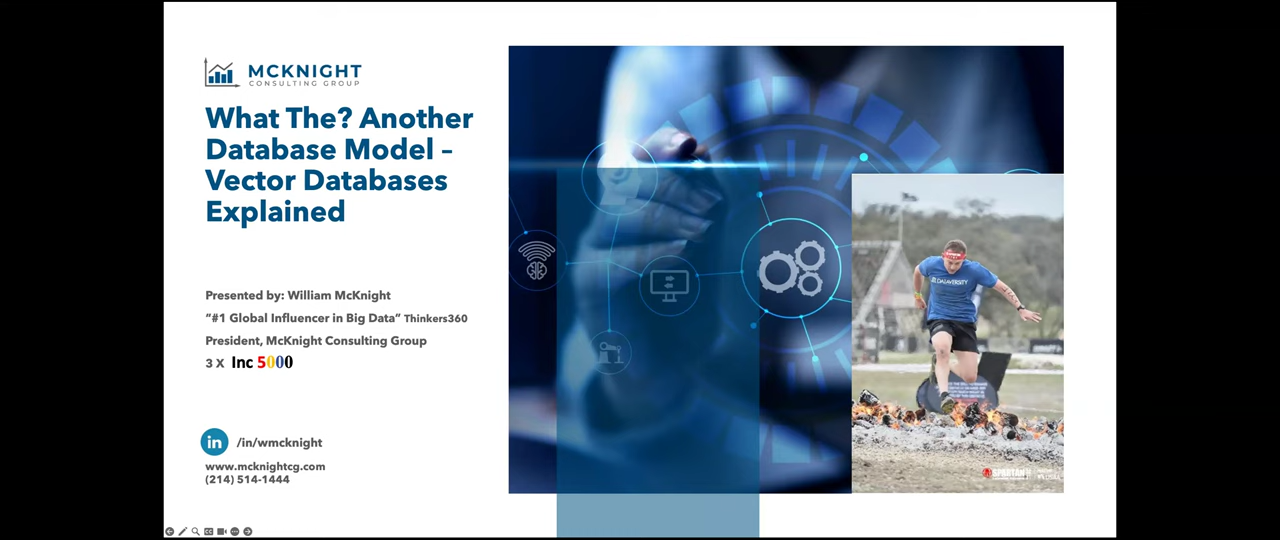 MCKNIGHT
CONSULTING GROUP
What The? Another
Database Model –
Vector Databases
Explained
Presented by: William McKnight
“#1 Global Influencer in Big Data” Thinkers360
President, McKnight Consulting Group
3 X Inc 5000
in /in/wmcknight
www.mcknightcg.com
(214) 514-1444
DATAVERSITY
SPARTAN